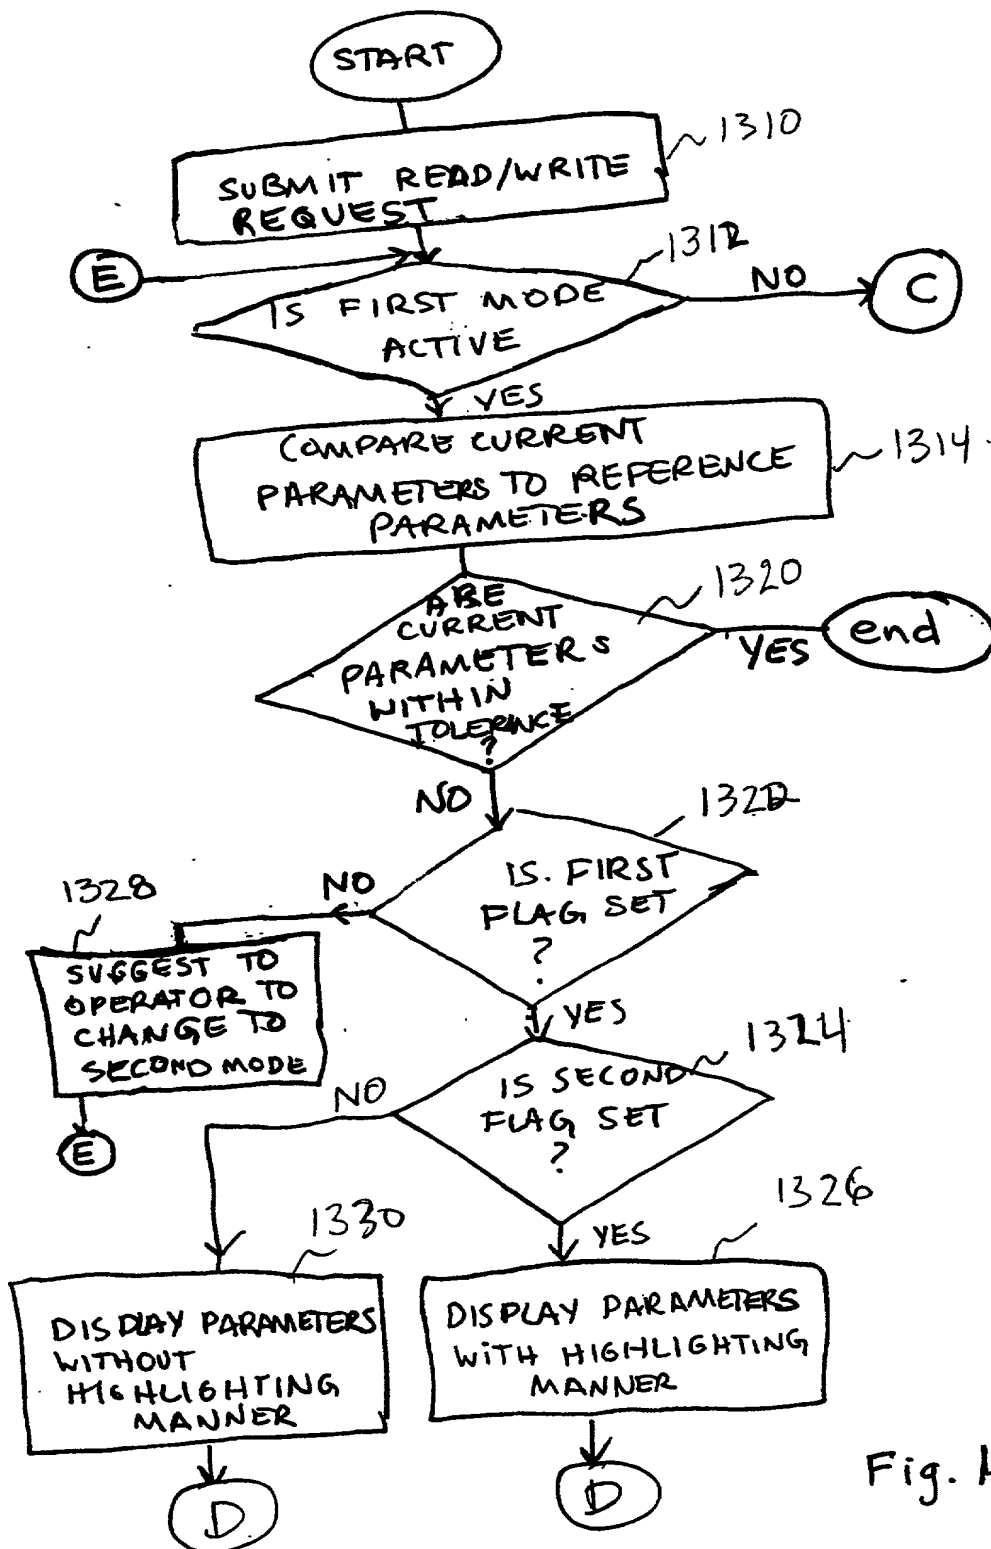 START
1310
SUBMIT READ/WRITE
REQUEST
E
1312
IS FIRST MODE
ACTIVE
NO
C
YES
COMPARE CURRENT
PARAMETERS TO REFERENCE
PARAMETERS
1314
1320
ARE
CURRENT
PARAMETERS
WITHIN
TOLERANCE
?
YES
end
NO
1322
IS FIRST
FLAG SET
?
NO
1328
SUGGEST TO
OPERATOR TO
CHANGE TO
SECOND MODE
E
YES
1324
IS SECOND
FLAG SET
?
NO
YES
1330
DISPLAY PARAMETERS
WITHOUT
HIGHLIGHTING
MANNER
D
1326
DISPLAY PARAMETERS
WITH HIGHLIGHTING
MANNER
D
Fig.